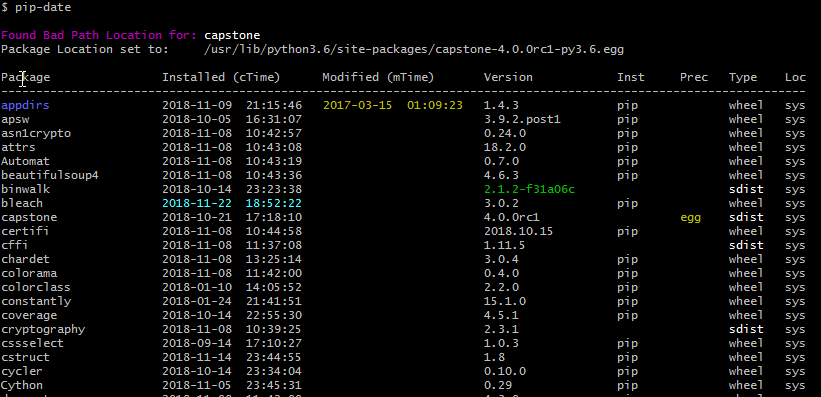 $ pip-date
Found Bad Path Location for: capstone
Package Location set to:     /usr/lib/python3.6/site-packages/capstone-4.0.0rc1-py3.6.egg
Package Installed (cTime) Modified (mTime) Version Inst Prec Type Loc
--------------------------------------------------------------------------------------------------------------------
appdirs 2018-11-09 21:15:46 2017-03-15 01:09:23 1.4.3 pip wheel sys
apsw 2018-10-05 16:31:07 3.9.2.post1 pip wheel sys
asn1crypto 2018-11-08 10:42:57 0.24.0 pip wheel sys
attrs 2018-11-08 10:43:08 18.2.0 pip wheel sys
Automat 2018-11-08 10:43:19 0.7.0 pip wheel sys
beautifulsoup4 2018-11-08 10:43:36 4.6.3 pip wheel sys
binwalk 2018-10-14 23:23:38 2.1.2-f31a06c sdist sys
bleach 2018-11-22 18:52:22 3.0.2 pip wheel sys
capstone 2018-10-21 17:18:10 4.0.0rc1 egg sdist sys
certifi 2018-11-08 10:44:58 2018.10.15 pip wheel sys
cffi 2018-11-08 11:37:08 1.11.5 sdist sys
chardet 2018-11-08 13:25:14 3.0.4 pip wheel sys
colorama 2018-11-08 11:42:00 0.4.0 pip wheel sys
colorclass 2018-01-10 14:05:52 2.2.0 pip wheel sys
constantly 2018-01-24 21:41:51 15.1.0 pip wheel sys
coverage 2018-10-14 22:55:30 4.5.1 pip wheel sys
cryptography 2018-11-08 10:39:25 2.3.1 sdist sys
cssselect 2018-09-14 17:10:27 1.0.3 pip wheel sys
cstruct 2018-11-14 23:44:55 1.8 pip wheel sys
cycler 2018-10-14 23:34:04 0.10.0 pip wheel sys
Cython 2018-11-05 23:45:31 0.29 pip wheel sys